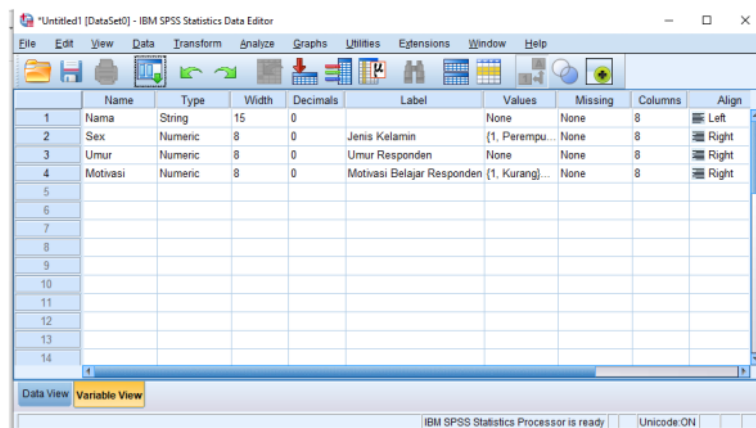 *Untitled1 [DataSet0] - IBM SPSS Statistics Data Editor
File Edit View Data Transform Analyze Graphs Utilities Extensions Window Help
Name Type Width Decimals Label Values Missing Columns Align
1 Nama String 15 0 None None 8 Left
2 Sex Numeric 8 0 Jenis Kelamin {1, Perempu... None 8 Right
3 Umur Numeric 8 0 Umur Responden None None 8 Right
4 Motivasi Numeric 8 0 Motivasi Belajar Responden {1, Kurang}... None 8 Right
5
6
7
8
9
10
11
12
13
14
Data View Variable View
IBM SPSS Statistics Processor is ready Unicode:ON